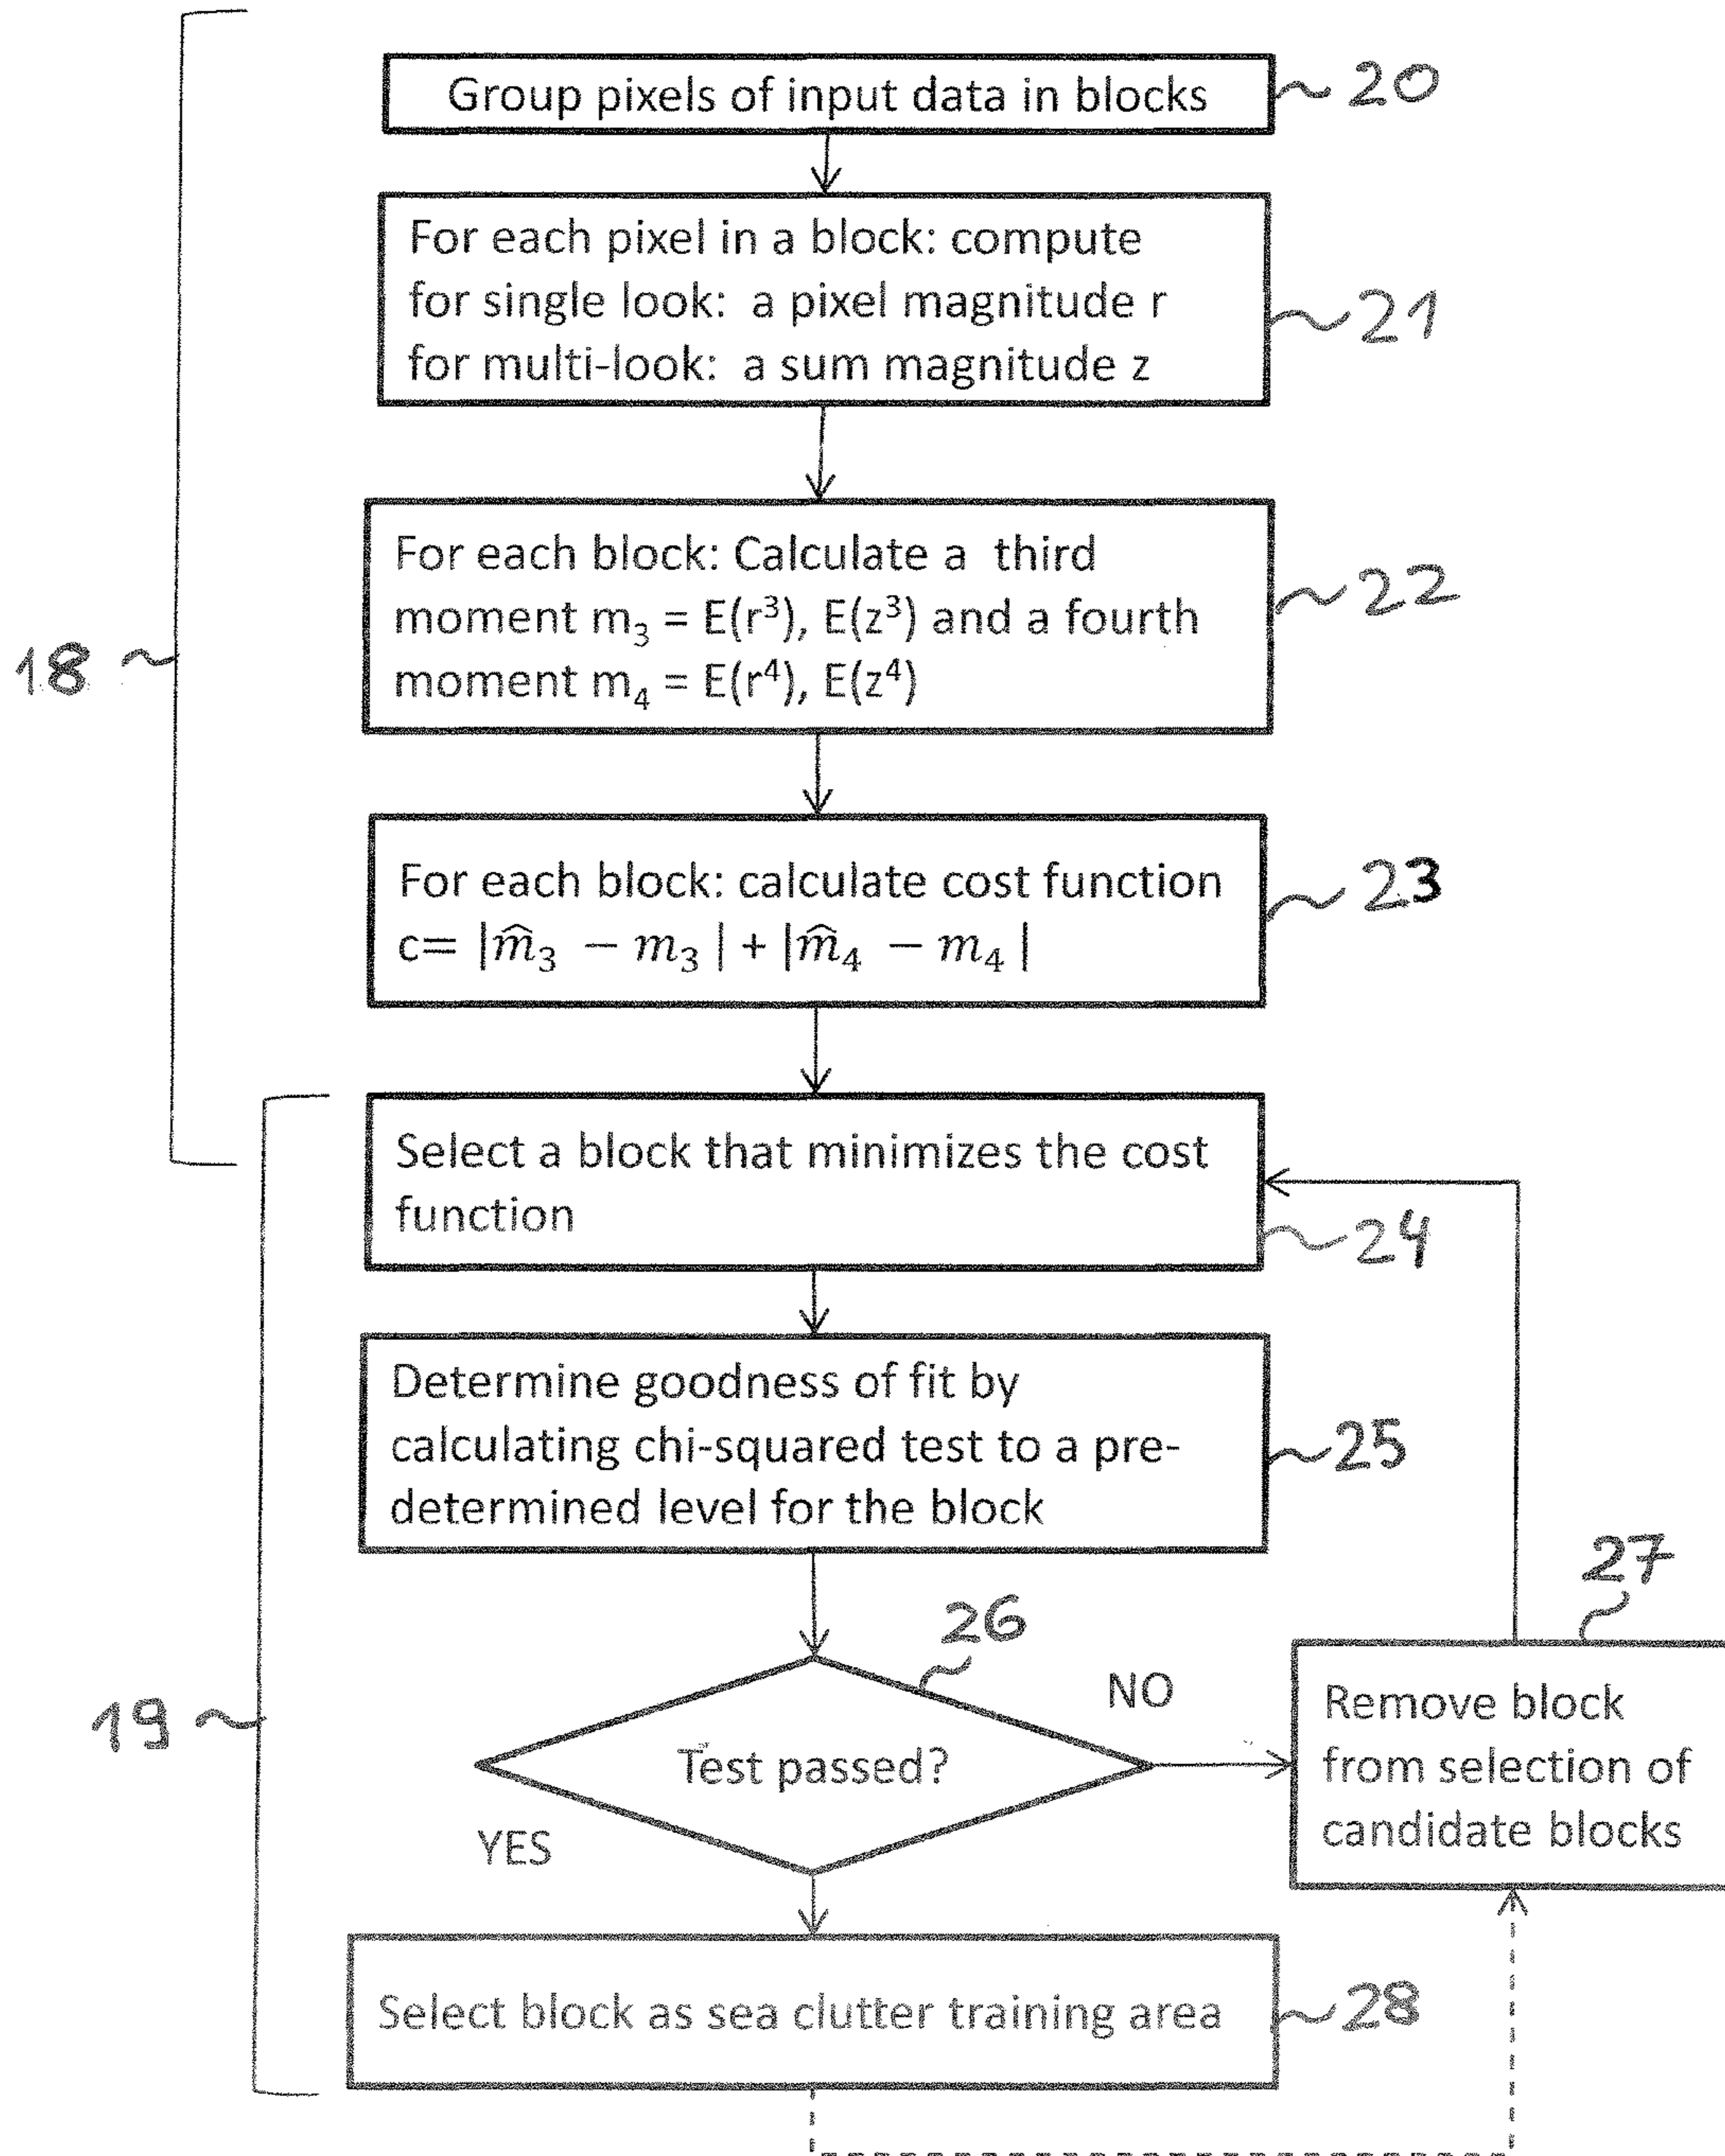 Group pixels of input data in blocks
20
For each pixel in a block: compute
for single look: a pixel magnitude r
for multi-look: a sum magnitude z
21
For each block: Calculate a third
moment m₃ = E(r³), E(z³) and a fourth
moment m₄ = E(r⁴), E(z⁴)
22
18
For each block: calculate cost function
c= |m̂₃ − m₃| + |m̂₄ − m₄|
23
Select a block that minimizes the cost
function
24
Determine goodness of fit by
calculating chi-squared test to a pre-
determined level for the block
25
26
27
NO
19
Test passed?
Remove block
from selection of
candidate blocks
YES
Select block as sea clutter training area
28